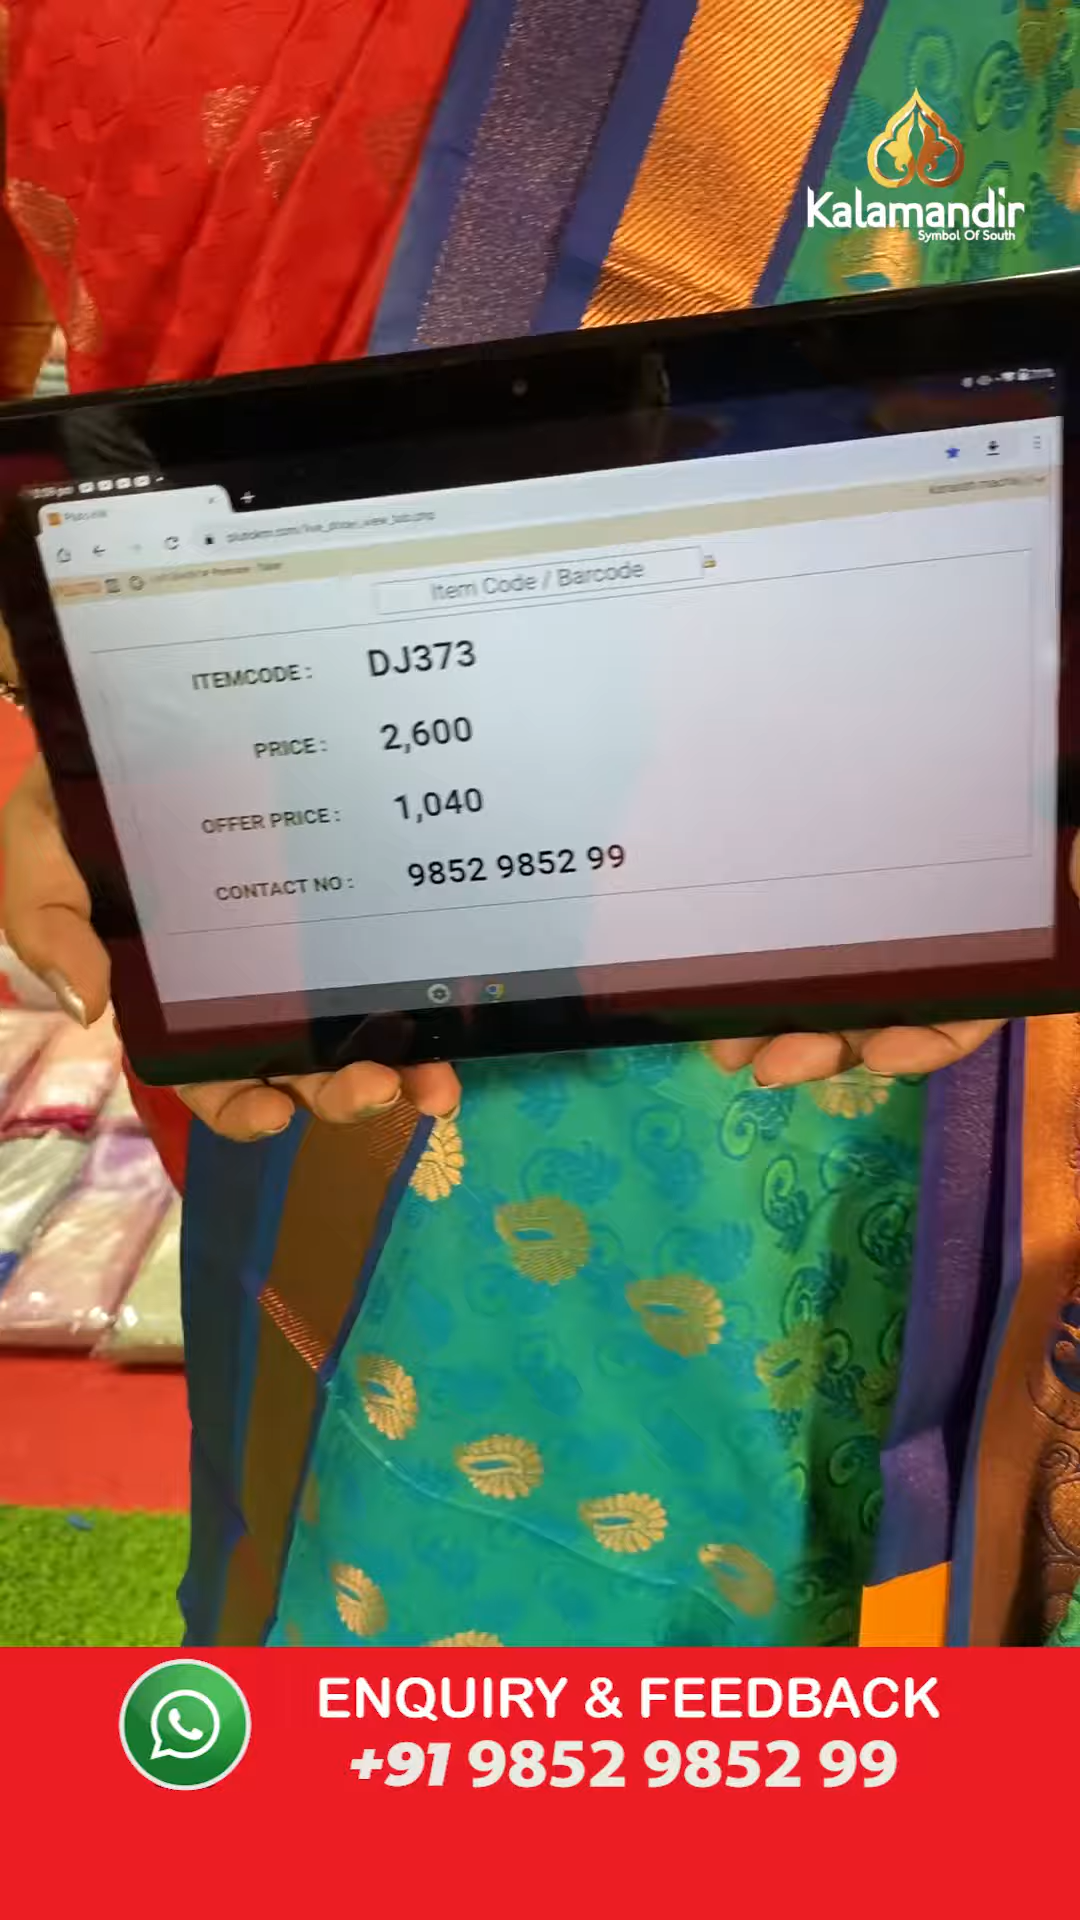 Kalamandir
Symbol Of South
Item Code / Barcode
ITEMCODE : DJ373
PRICE : 2,600
OFFER PRICE : 1,040
CONTACT NO : 9852 9852 99
ENQUIRY & FEEDBACK
+91 9852 9852 99